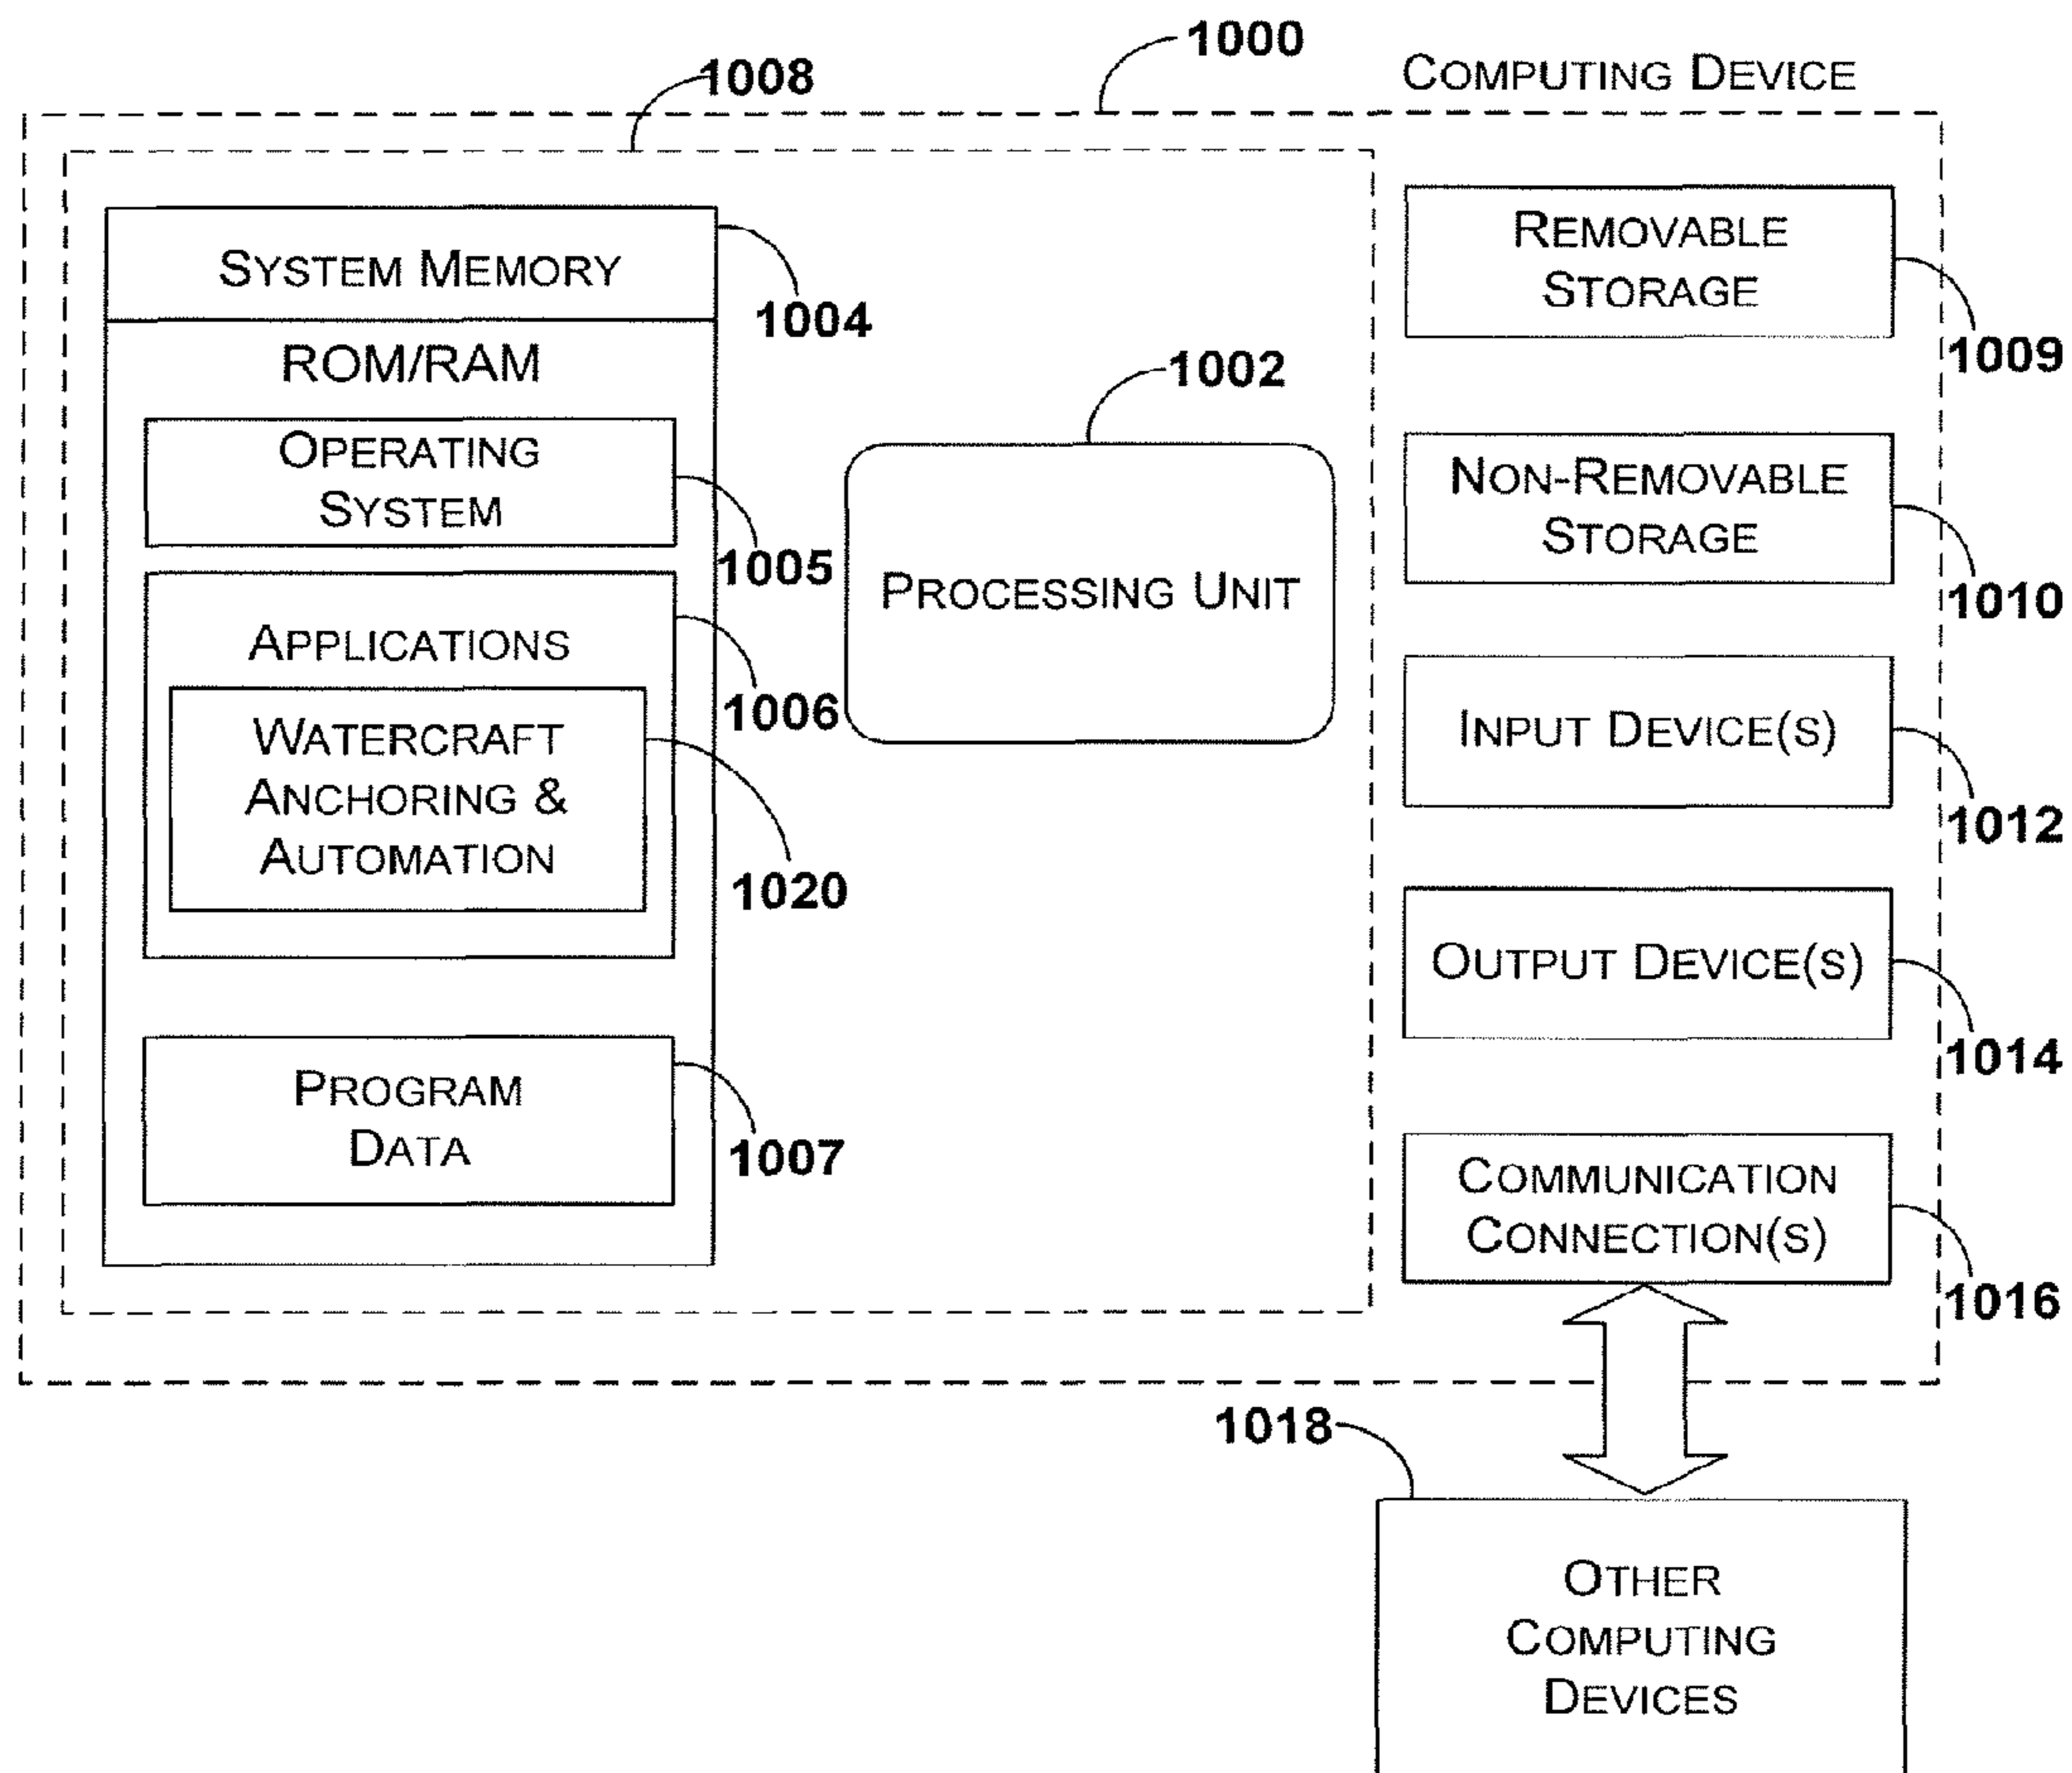 1000
COMPUTING DEVICE
1008
SYSTEM MEMORY
1004
ROM/RAM
OPERATING
SYSTEM
1005
APPLICATIONS
1006
WATERCRAFT
ANCHORING &
AUTOMATION
1020
PROGRAM
DATA
1007
1002
PROCESSING UNIT
REMOVABLE
STORAGE
1009
NON-REMOVABLE
STORAGE
1010
INPUT DEVICE(S)
1012
OUTPUT DEVICE(S)
1014
COMMUNICATION
CONNECTION(S)
1016
1018
OTHER
COMPUTING
DEVICES